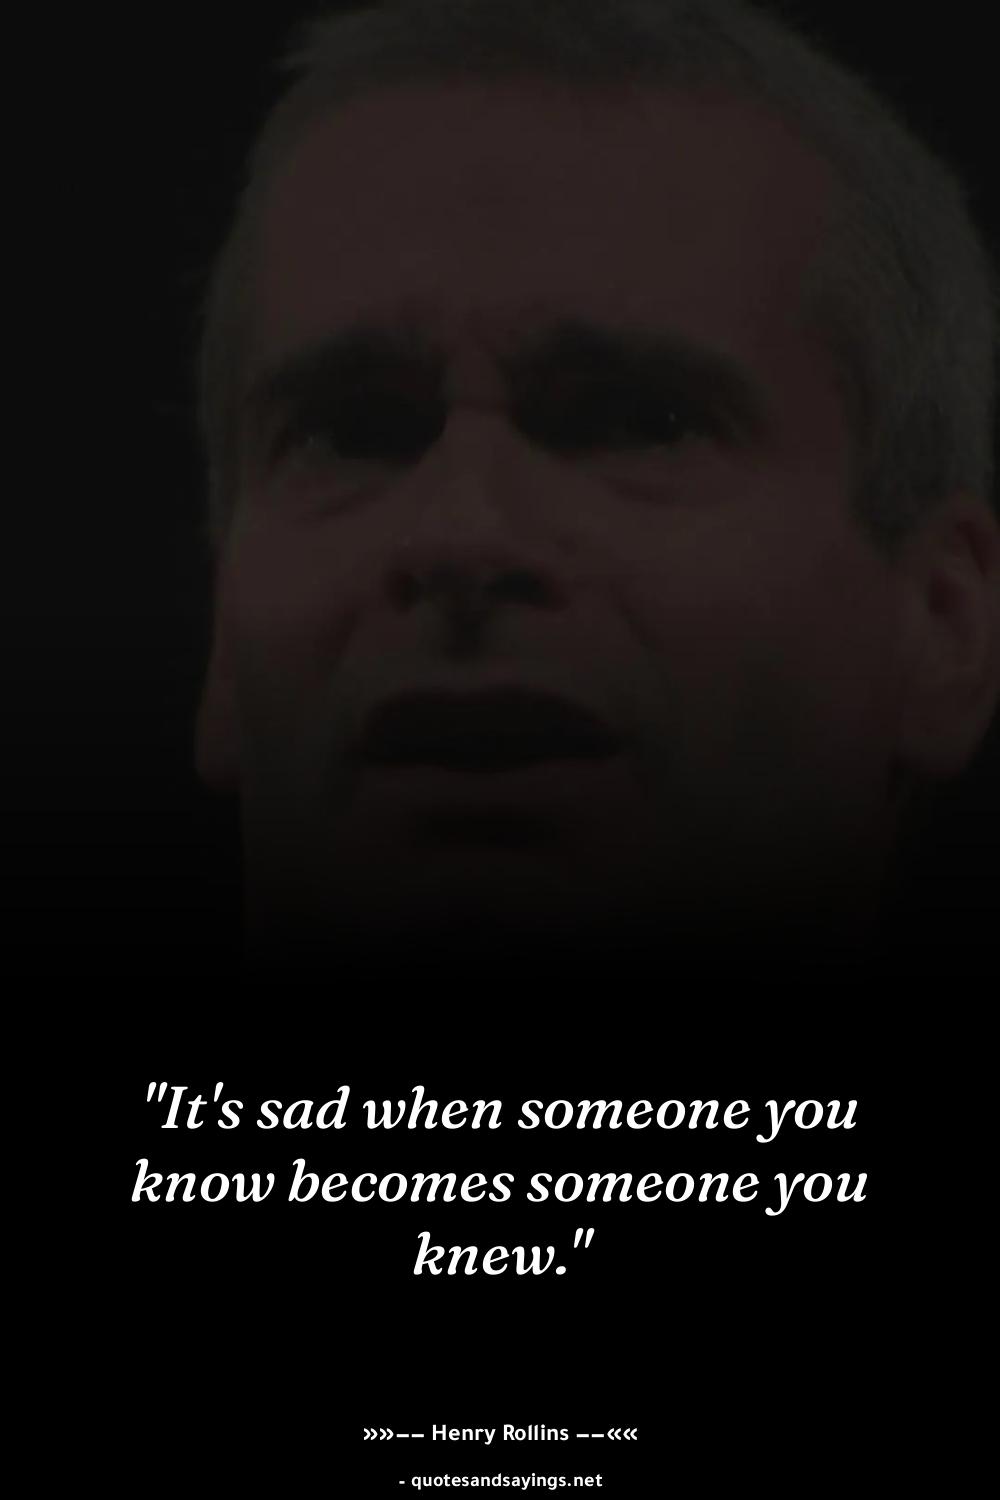 "It's sad when someone you
know becomes someone you
knew."
»»−− Henry Rollins −−««
- quotesandsayings.net